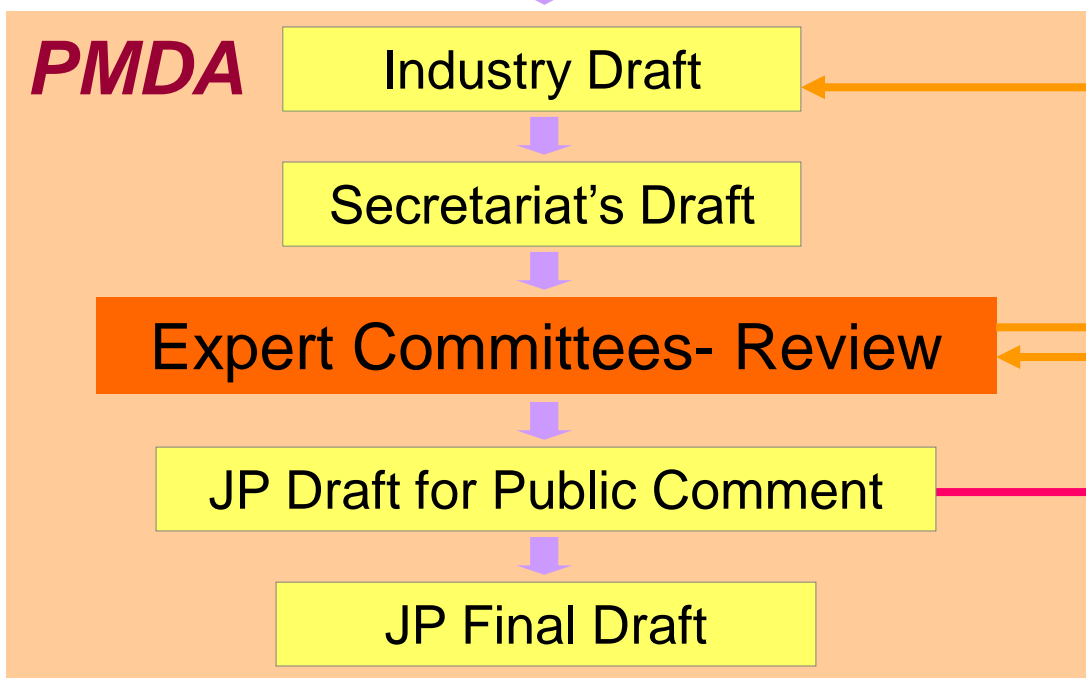 PMDA
Industry Draft
Secretariat's Draft
Expert Committees- Review
JP Draft for Public Comment
JP Final Draft